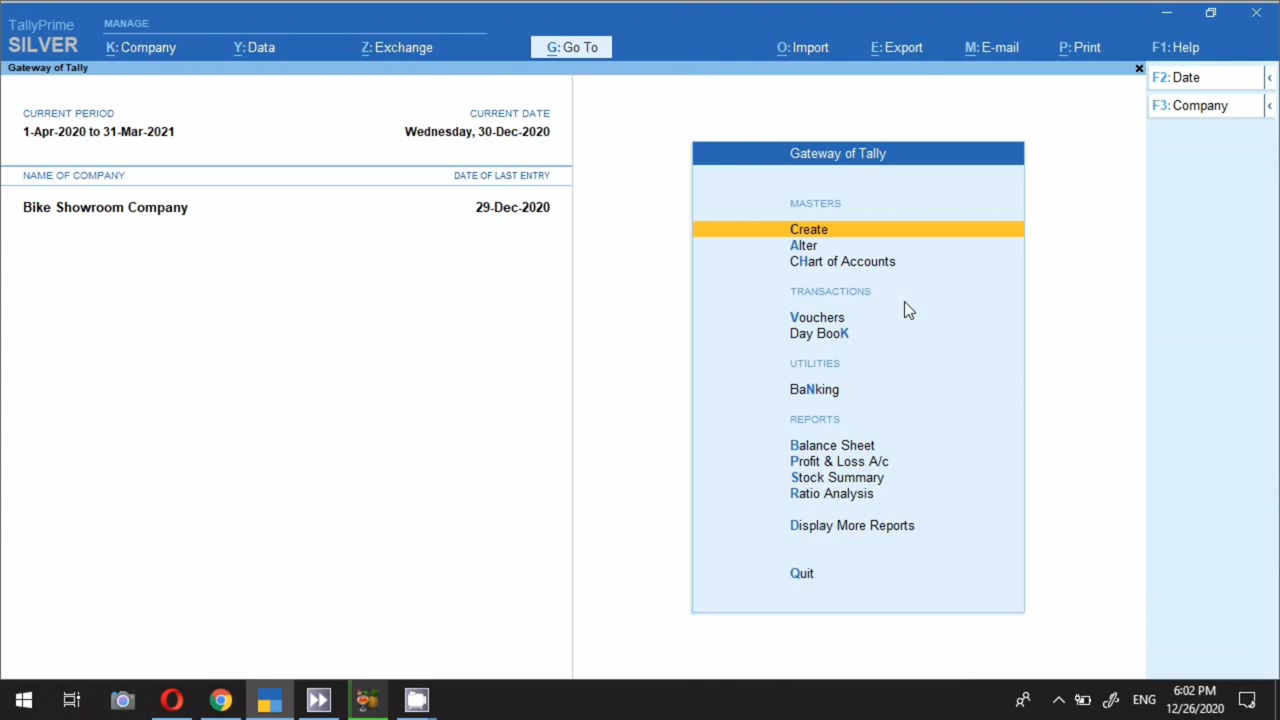 TallyPrime
SILVER
MANAGE
K: Company
Y: Data
Z: Exchange
G: Go To
O: Import
E: Export
M: E-mail
P: Print
F1: Help
Gateway of Tally
F2: Date
F3: Company
CURRENT PERIOD
CURRENT DATE
1-Apr-2020 to 31-Mar-2021
Wednesday, 30-Dec-2020
NAME OF COMPANY
DATE OF LAST ENTRY
Bike Showroom Company
29-Dec-2020
Gateway of Tally
MASTERS
Create
Alter
CHart of Accounts
TRANSACTIONS
Vouchers
Day BooK
UTILITIES
BaNking
REPORTS
Balance Sheet
Profit & Loss A/c
Stock Summary
Ratio Analysis
Display More Reports
Quit
ENG
6:02 PM
12/26/2020